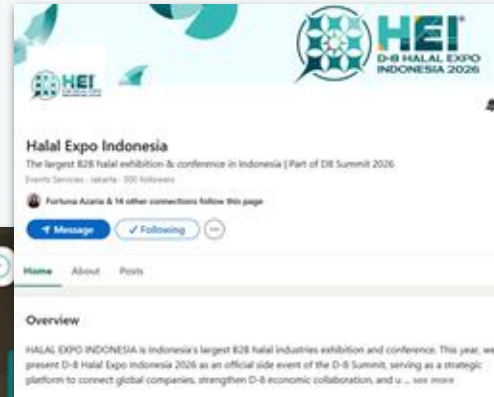 HEI
D-8 HALAL EXPO
INDONESIA 2026
HEI
Halal Expo Indonesia
The largest B2B halal exhibition & conference in Indonesia | Part of D8 Summit 2026
Events Services · Jakarta · 300 followers
Fortuna Azaria & 14 other connections follow this page
Message
Following
Home About Posts
Overview
HALAL EXPO INDONESIA is Indonesia's largest B2B halal industries exhibition and conference. This year, we
present D-8 Halal Expo Indonesia 2026 as an official side event of the D-8 Summit, serving as a strategic
platform to connect global companies, strengthen D-8 economic collaboration, and u... see more